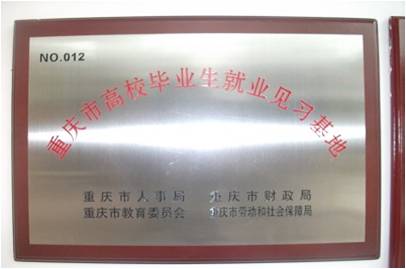 NO.012
重庆市高校毕业生就业见习基地
重庆市人事局 重庆市财政局
重庆市教育委员会 重庆市劳动和社会保障局